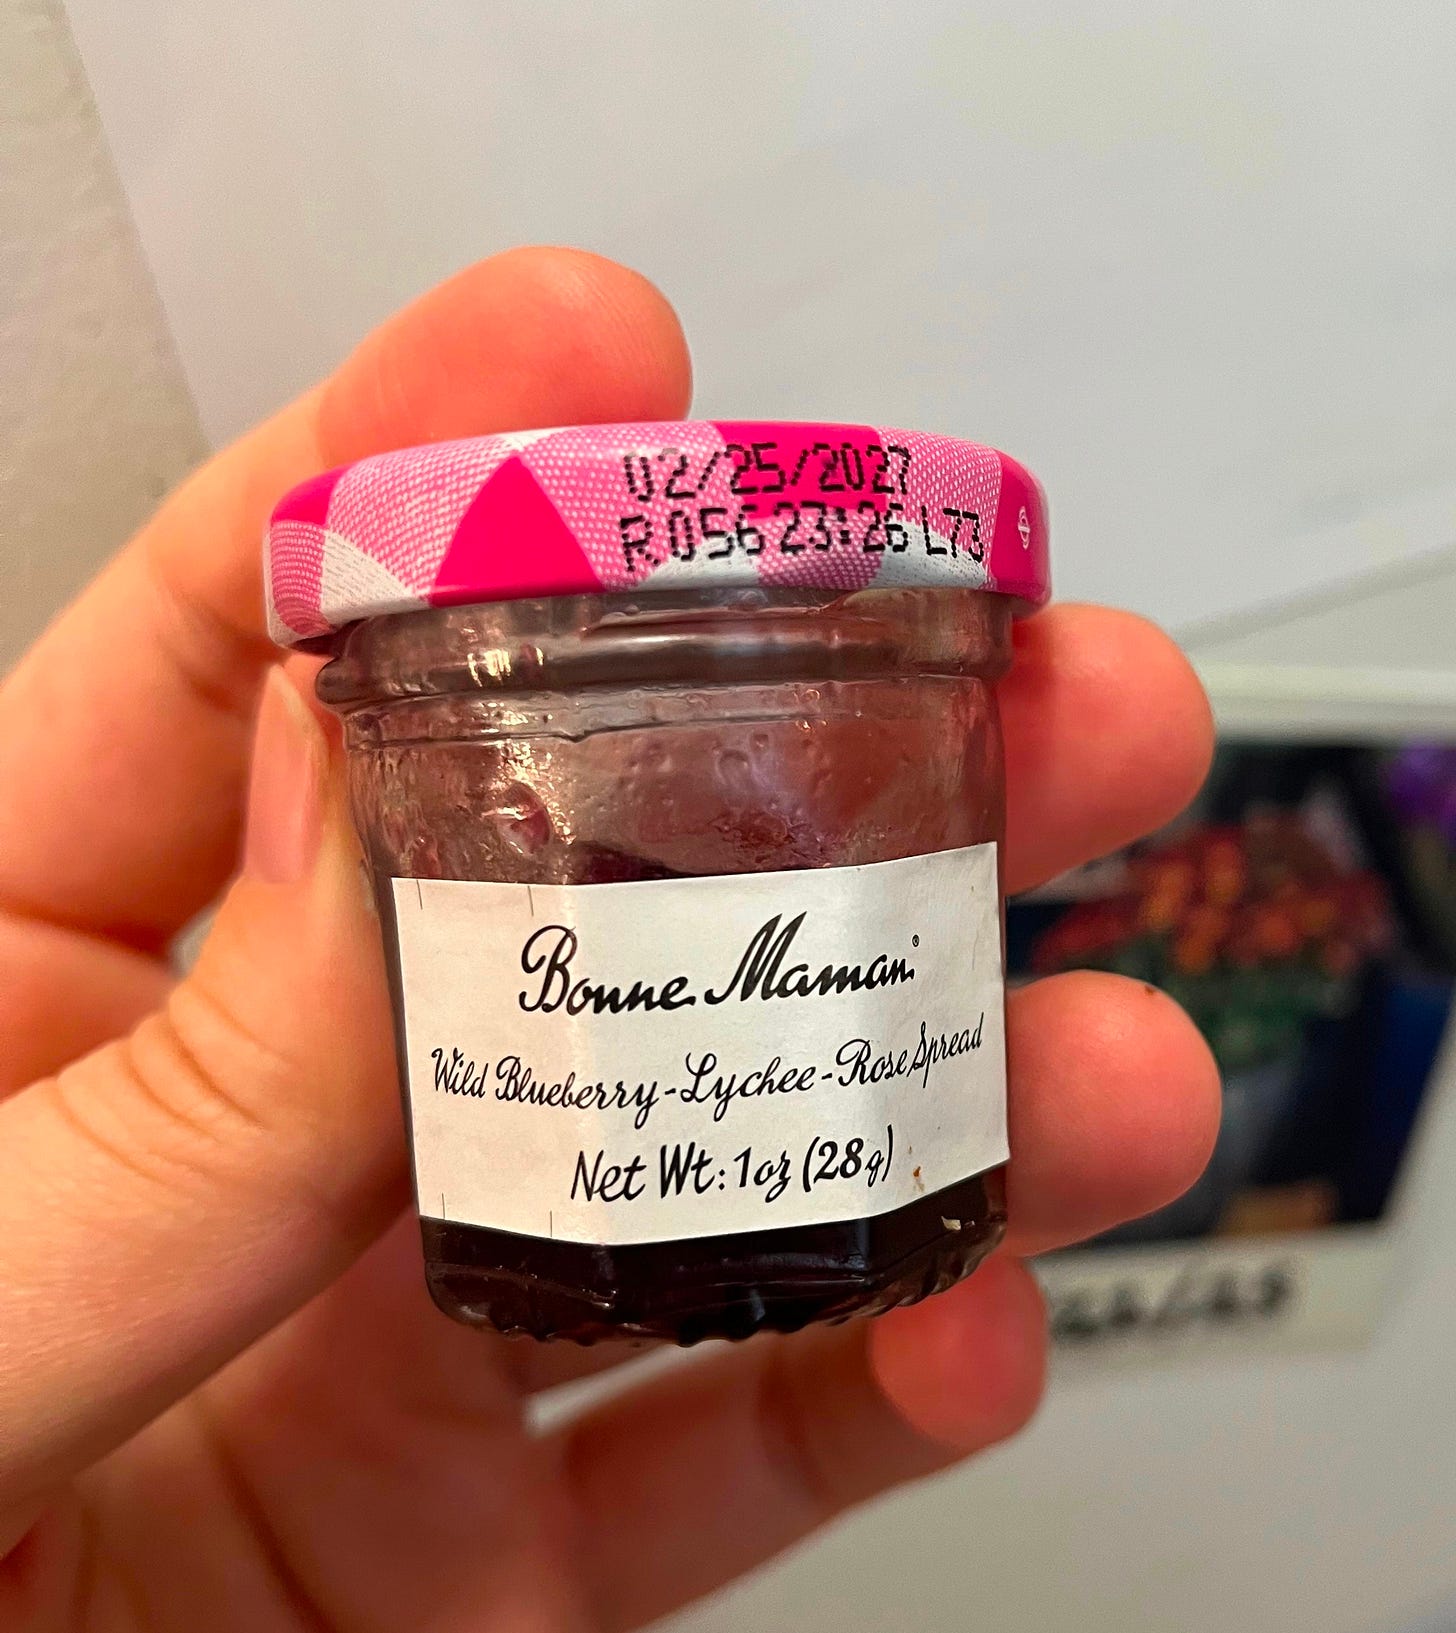 02/25/2027
R 056 23:26 L73
Bonne Maman®
Wild Blueberry-Lychee-Rose Spread
Net Wt: 1oz (28g)